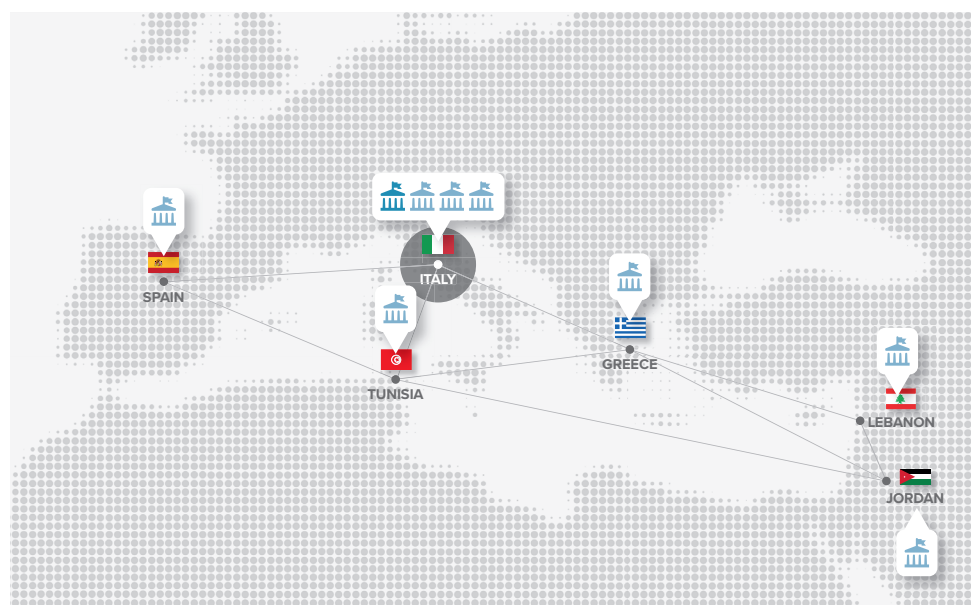 SPAIN
ITALY
TUNISIA
GREECE
LEBANON
JORDAN